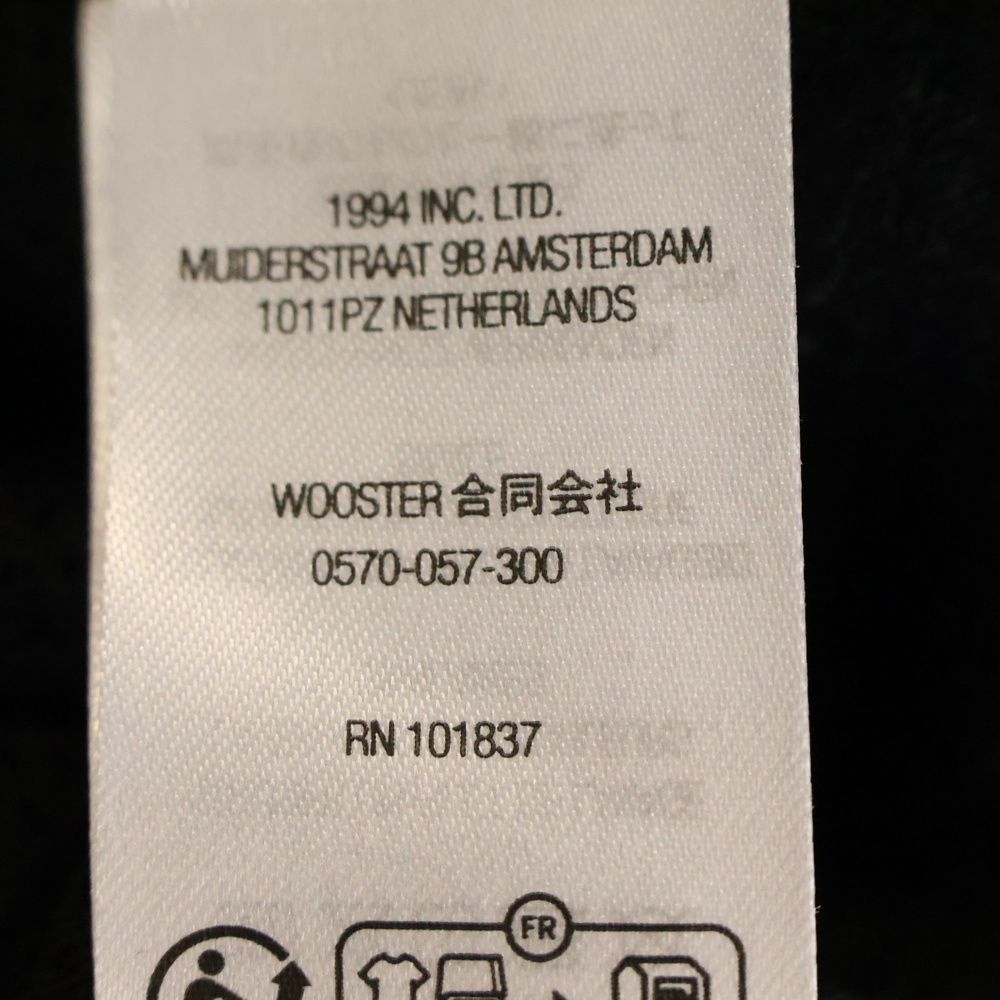 1994 INC. LTD.
MUIDERSTRAAT 9B AMSTERDAM
1011PZ NETHERLANDS
WOOSTER 合同会社
0570-057-300
RN 101837
FR